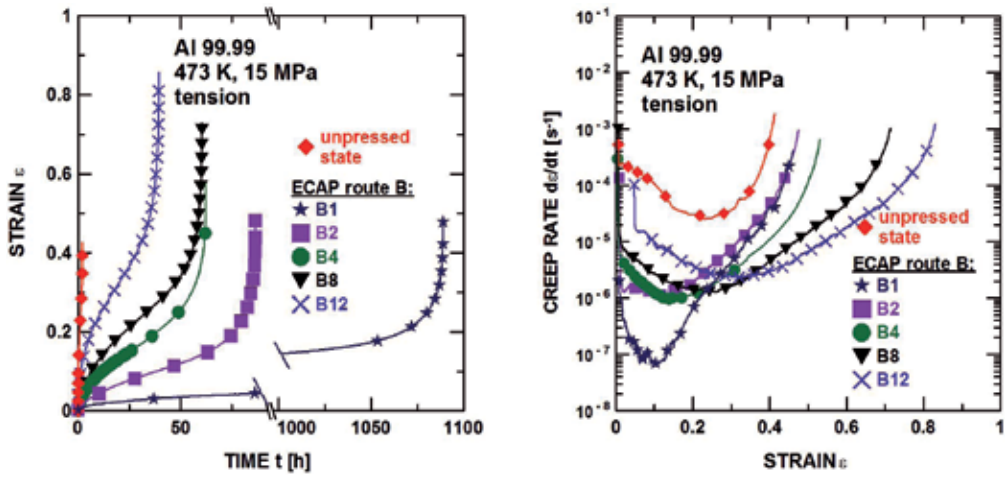 Al 99.99
473 K, 15 MPa
tension
unpressed
state
ECAP route B:
B1
B2
B4
B8
B12
STRAIN ε
1
0.8
0.6
0.4
0.2
0
0 50 1000 1050 1100
TIME t [h]
Al 99.99
473 K, 15 MPa
tension
unpressed
state
ECAP route B:
B1
B2
B4
B8
B12
CREEP RATE dε/dt [s⁻¹]
10⁻¹
10⁻²
10⁻³
10⁻⁴
10⁻⁵
10⁻⁶
10⁻⁷
10⁻⁸
0 0.2 0.4 0.6 0.8 1
STRAIN ε